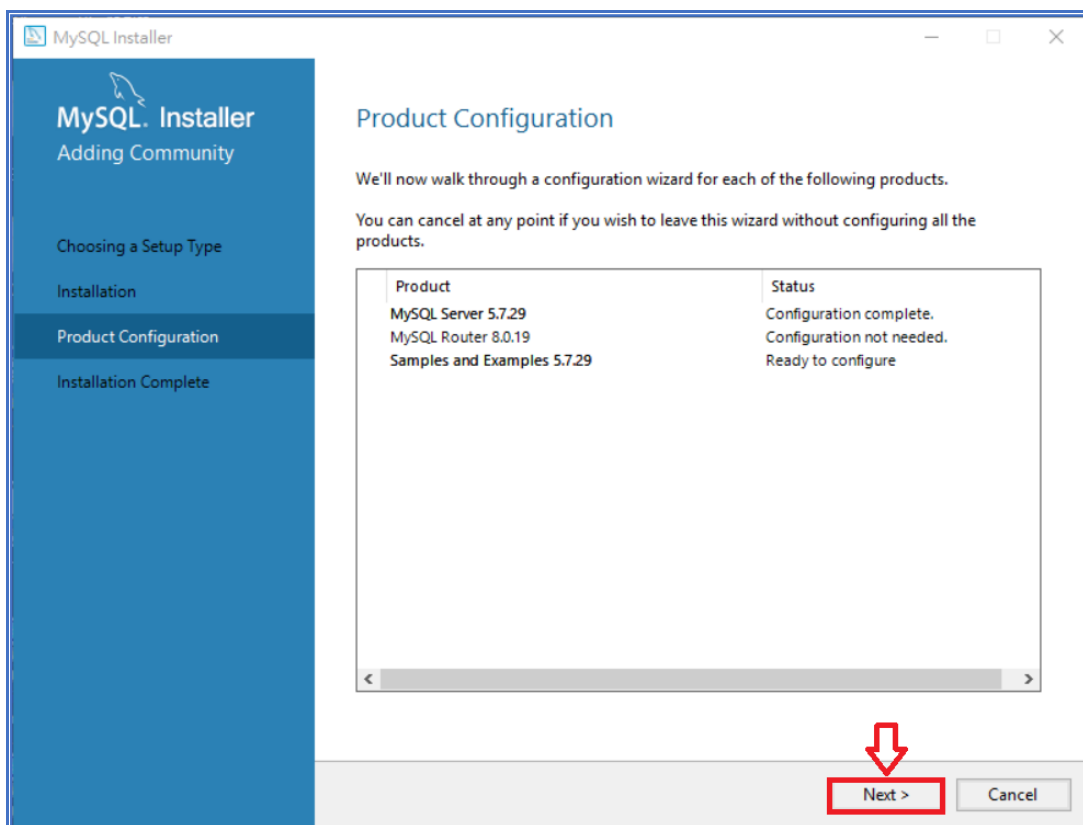 MySQL Installer
MySQL. Installer
Adding Community
Choosing a Setup Type
Installation
Product Configuration
Installation Complete
Product Configuration
We'll now walk through a configuration wizard for each of the following products.
You can cancel at any point if you wish to leave this wizard without configuring all the
products.
Product Status
MySQL Server 5.7.29 Configuration complete.
MySQL Router 8.0.19 Configuration not needed.
Samples and Examples 5.7.29 Ready to configure
Next > Cancel